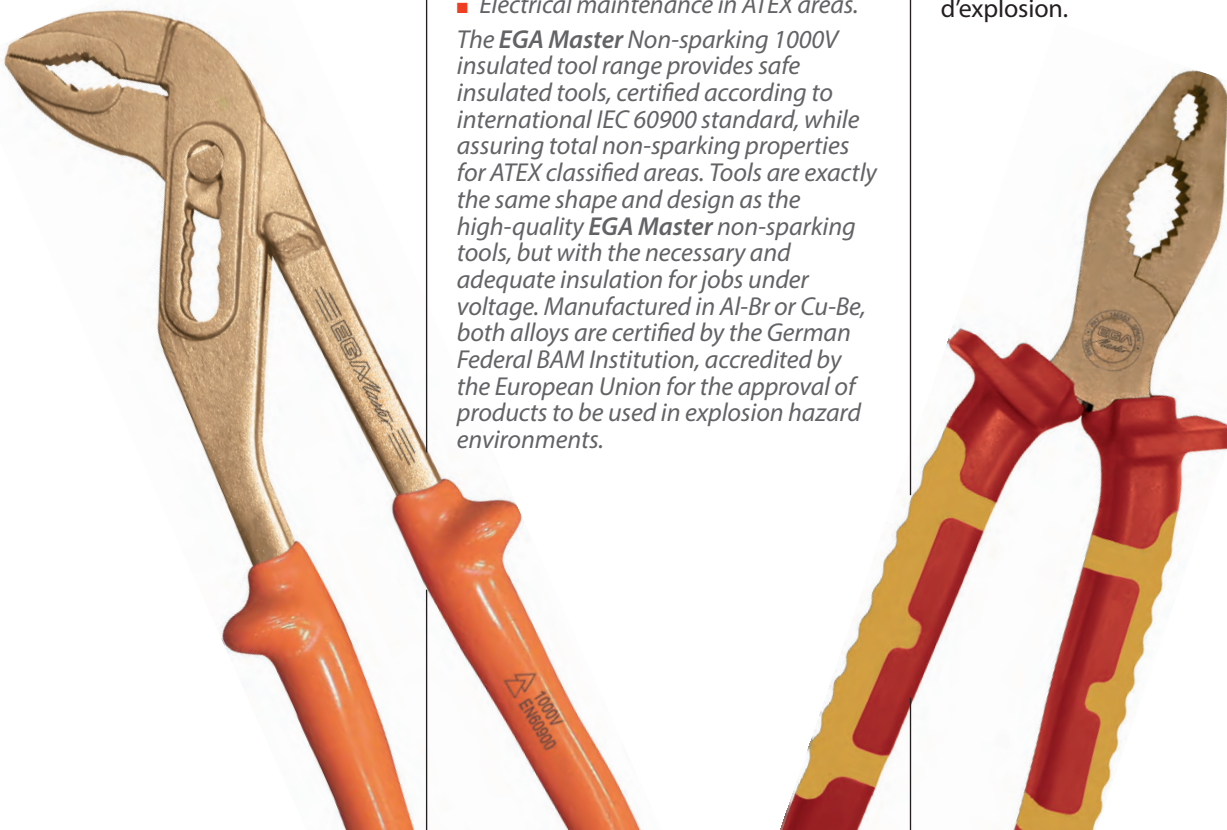 ■ Electrical maintenance in ATEX areas.
The EGA Master Non-sparking 1000V
insulated tool range provides safe
insulated tools, certified according to
international IEC 60900 standard, while
assuring total non-sparking properties
for ATEX classified areas. Tools are exactly
the same shape and design as the
high-quality EGA Master non-sparking
tools, but with the necessary and
adequate insulation for jobs under
voltage. Manufactured in Al-Br or Cu-Be,
both alloys are certified by the German
Federal BAM Institution, accredited by
the European Union for the approval of
products to be used in explosion hazard
environments.
d’explosion.
EGA Master
1000V
EN60900
EGA
Master